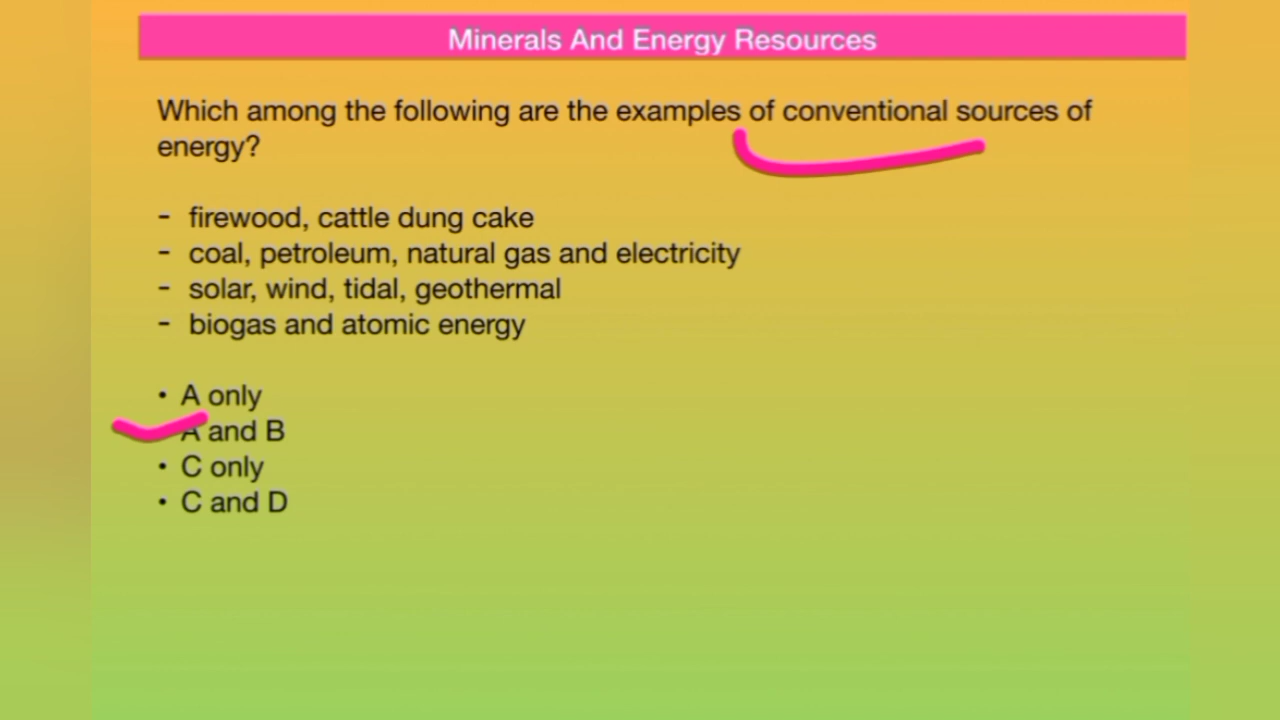 Minerals And Energy Resources
Which among the following are the examples of conventional sources of
energy?
- firewood, cattle dung cake
- coal, petroleum, natural gas and electricity
- solar, wind, tidal, geothermal
- biogas and atomic energy
• A only
A and B
• C only
• C and D